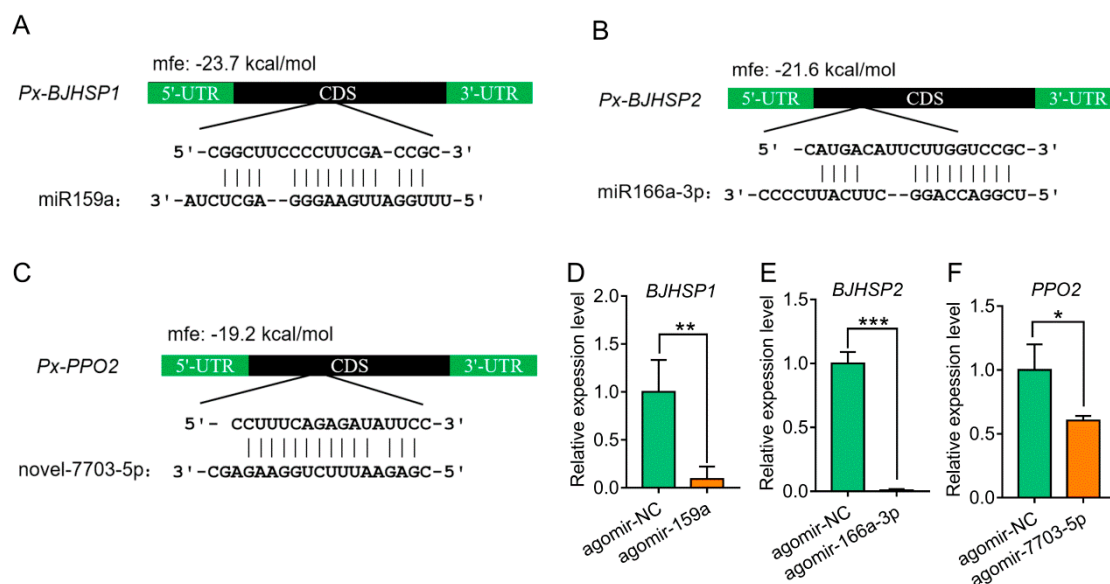 A
mfe: -23.7 kcal/mol
Px-BJHSP1
5'-UTR CDS 3'-UTR
5'-CGGCUUCCCCUUCGA-CCGC-3'
miR159a: 3'-AUCUCGA--GGGAAGUUAGGUUU-5'
B
mfe: -21.6 kcal/mol
Px-BJHSP2
5'-UTR CDS 3'-UTR
5' -CAUGACAUUCUUGGUCCGC-3'
miR166a-3p: 3'-CCCCUUACUUC--GGACCAGGCU-5'
C
mfe: -19.2 kcal/mol
Px-PPO2
5'-UTR CDS 3'-UTR
5'- CCUUUCAGAGAUAUUCC-3'
novel-7703-5p: 3'-CGAGAAGGUCUUUAAGAGC-5'
D
BJHSP1
Relative expession level
2.0
1.5
1.0
0.5
0.0
**
agomir-NC
agomir-159a
E
BJHSP2
Relative expession level
1.5
1.0
0.5
0.0
***
agomir-NC
agomir-166a-3p
F
PPO2
Relative expession level
1.5
1.0
0.5
0.0
*
agomir-NC
agomir-7703-5p